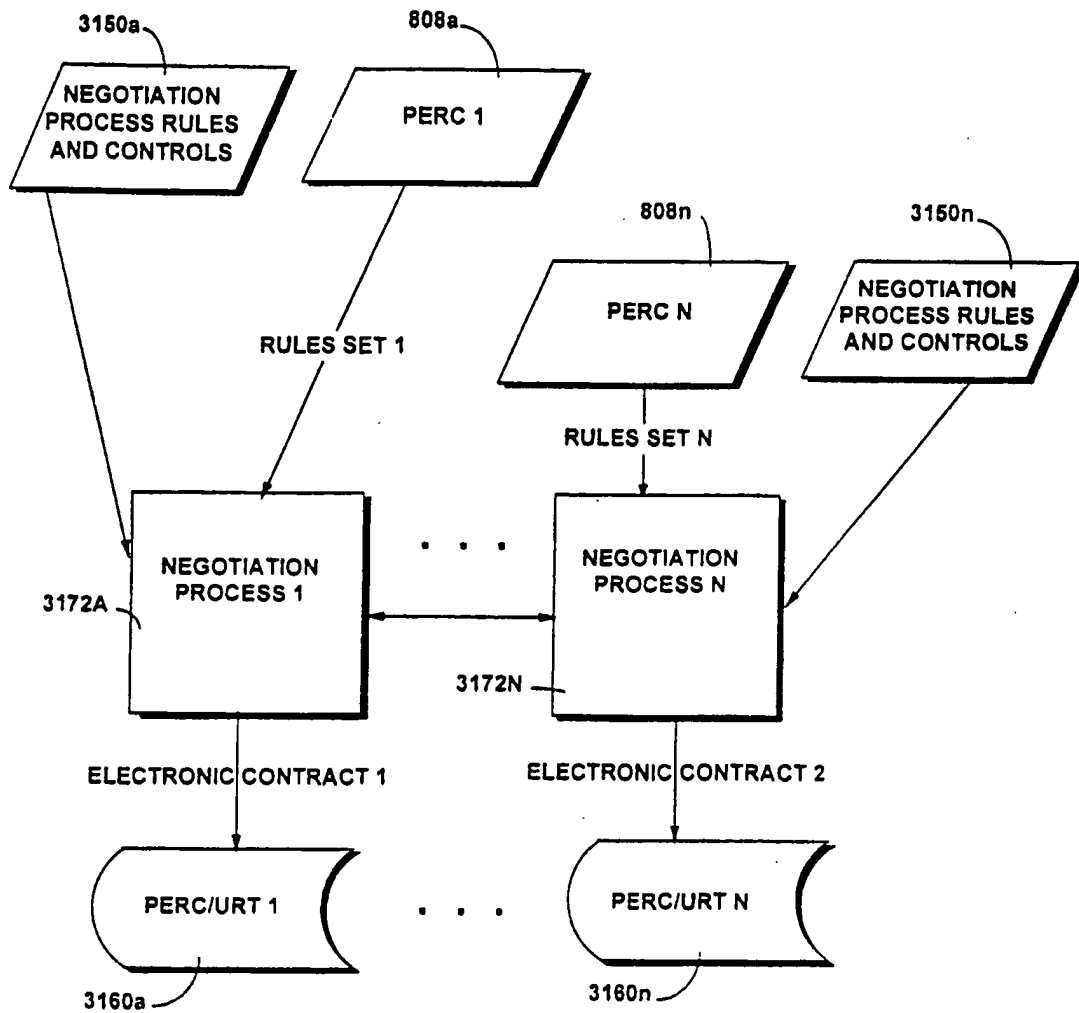 3150a
808a
NEGOTIATION
PROCESS RULES
AND CONTROLS
PERC 1
808n
3150n
PERC N
NEGOTIATION
PROCESS RULES
AND CONTROLS
RULES SET 1
RULES SET N
NEGOTIATION
PROCESS 1
. . .
NEGOTIATION
PROCESS N
3172A
3172N
ELECTRONIC CONTRACT 1
ELECTRONIC CONTRACT 2
PERC/URT 1
. . .
PERC/URT N
3160a
3160n